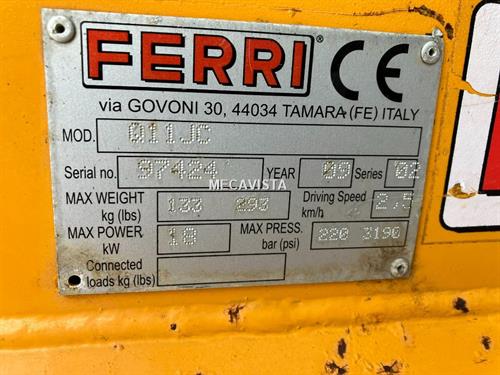 FERRI ® CE
via GOVONI 30, 44034 TAMARA (FE) ITALY
MOD. 011JC
Serial no. 97424 YEAR 09 Series 02
MECAVISTA
MAX WEIGHT kg (lbs) 133 293 Driving Speed km/h 2,5
MAX POWER kW 18 MAX PRESS. bar (psi) 220 3190
Connected loads kg (lbs)